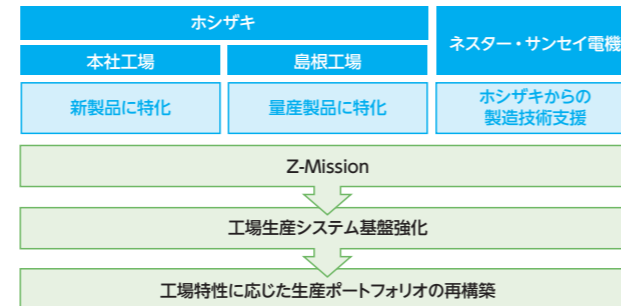 ホシザキ
ネスター・サンセイ電機
本社工場
島根工場
新製品に特化
量産製品に特化
ホシザキからの
製造技術支援
Z-Mission
工場生産システム基盤強化
工場特性に応じた生産ポートフォリオの再構築